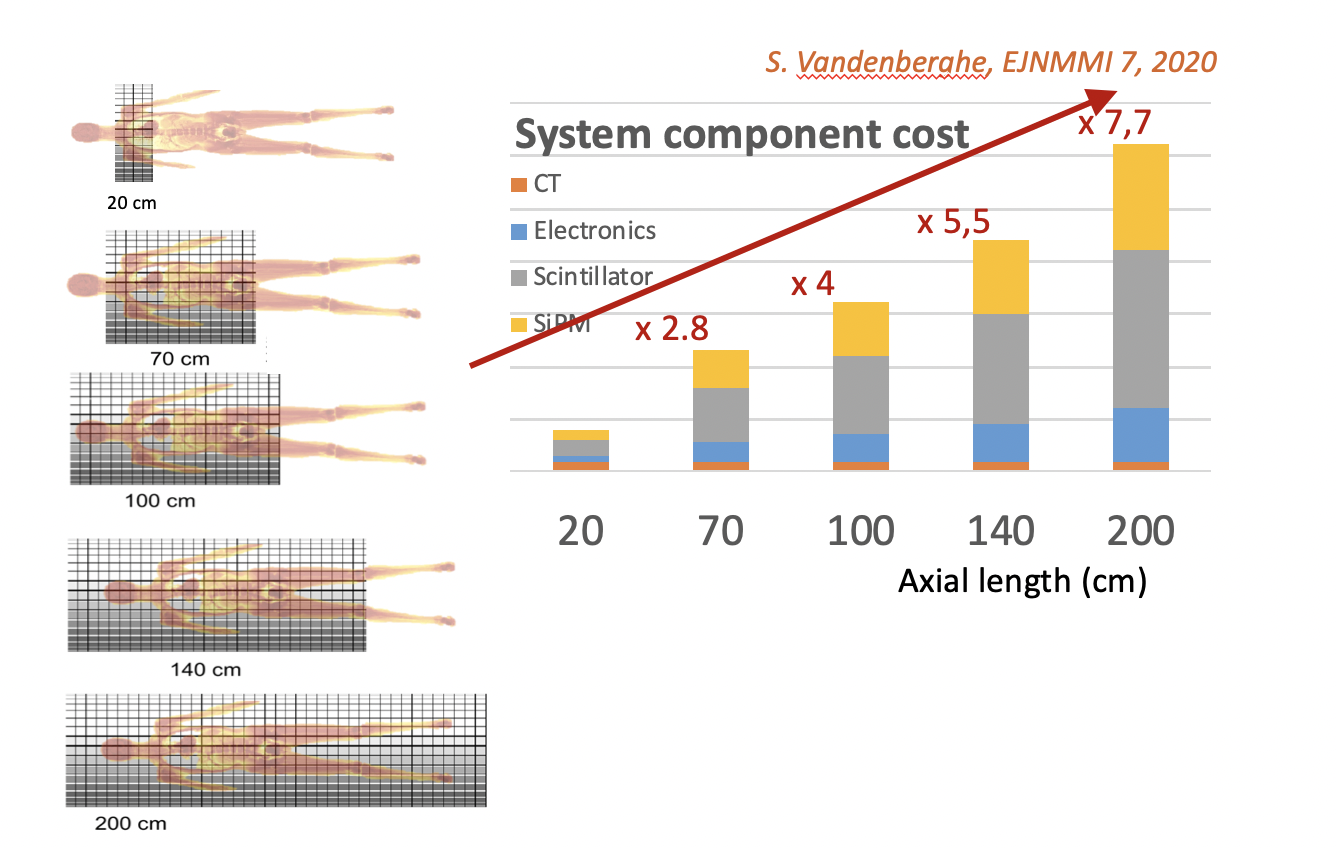 S. Vandenberghe, EJNMMI 7, 2020
20 cm
70 cm
100 cm
140 cm
200 cm
System component cost
CT
Electronics
Scintillator
SiPM
x 2.8
x 4
x 5,5
x 7,7
20 70 100 140 200
Axial length (cm)